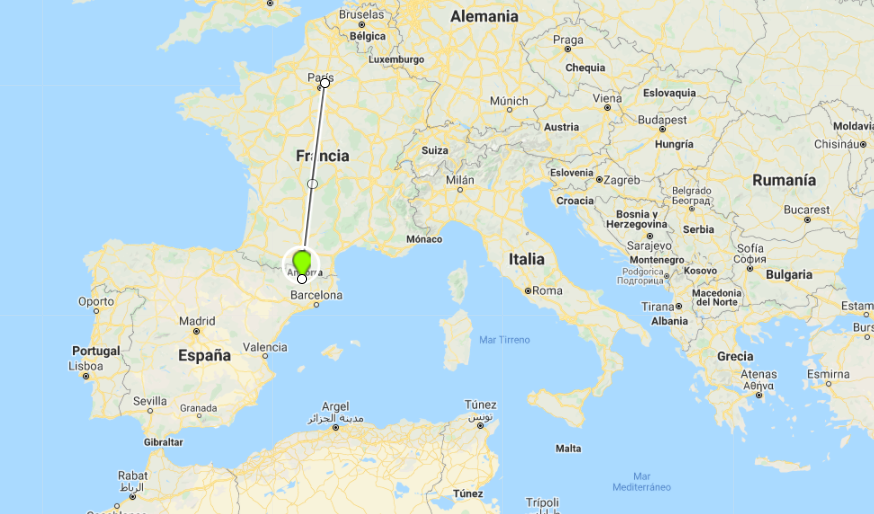 Bruselas
Alemania
Bélgica
Praga
Luxemburgo
Chequia
París
Eslovaquia
Múnich
Viena
Budapest
Austria
Moldavi
Chisináu
Francia
Suiza
Hungría
Eslovenia
Zagreb
Milán
Rumanía
Croacia
Belgrado
Београд
Bosnia y
Herzegovina
Bucarest
Serbia
Mónaco
Sarajevo
Sofía
София
Italia
Montenegro
Podgorica
Подгорица
Kosovo
Bulgaria
Andorra
Roma
Barcelona
Macedonia
del Norte
Oporto
Tirana
Estam
Albania
Madrid
Burs
Mar Tirreno
Portugal
España
Valencia
Grecia
Lisboa
Atenas
Αθήνα
Esmirna
Sevilla
Granada
Argel
مدينة الجزائر
Túnez
تونس
Gibraltar
Malta
Rabat
الرباط
Mar
Mediterráneo
Túnez
Trípoli